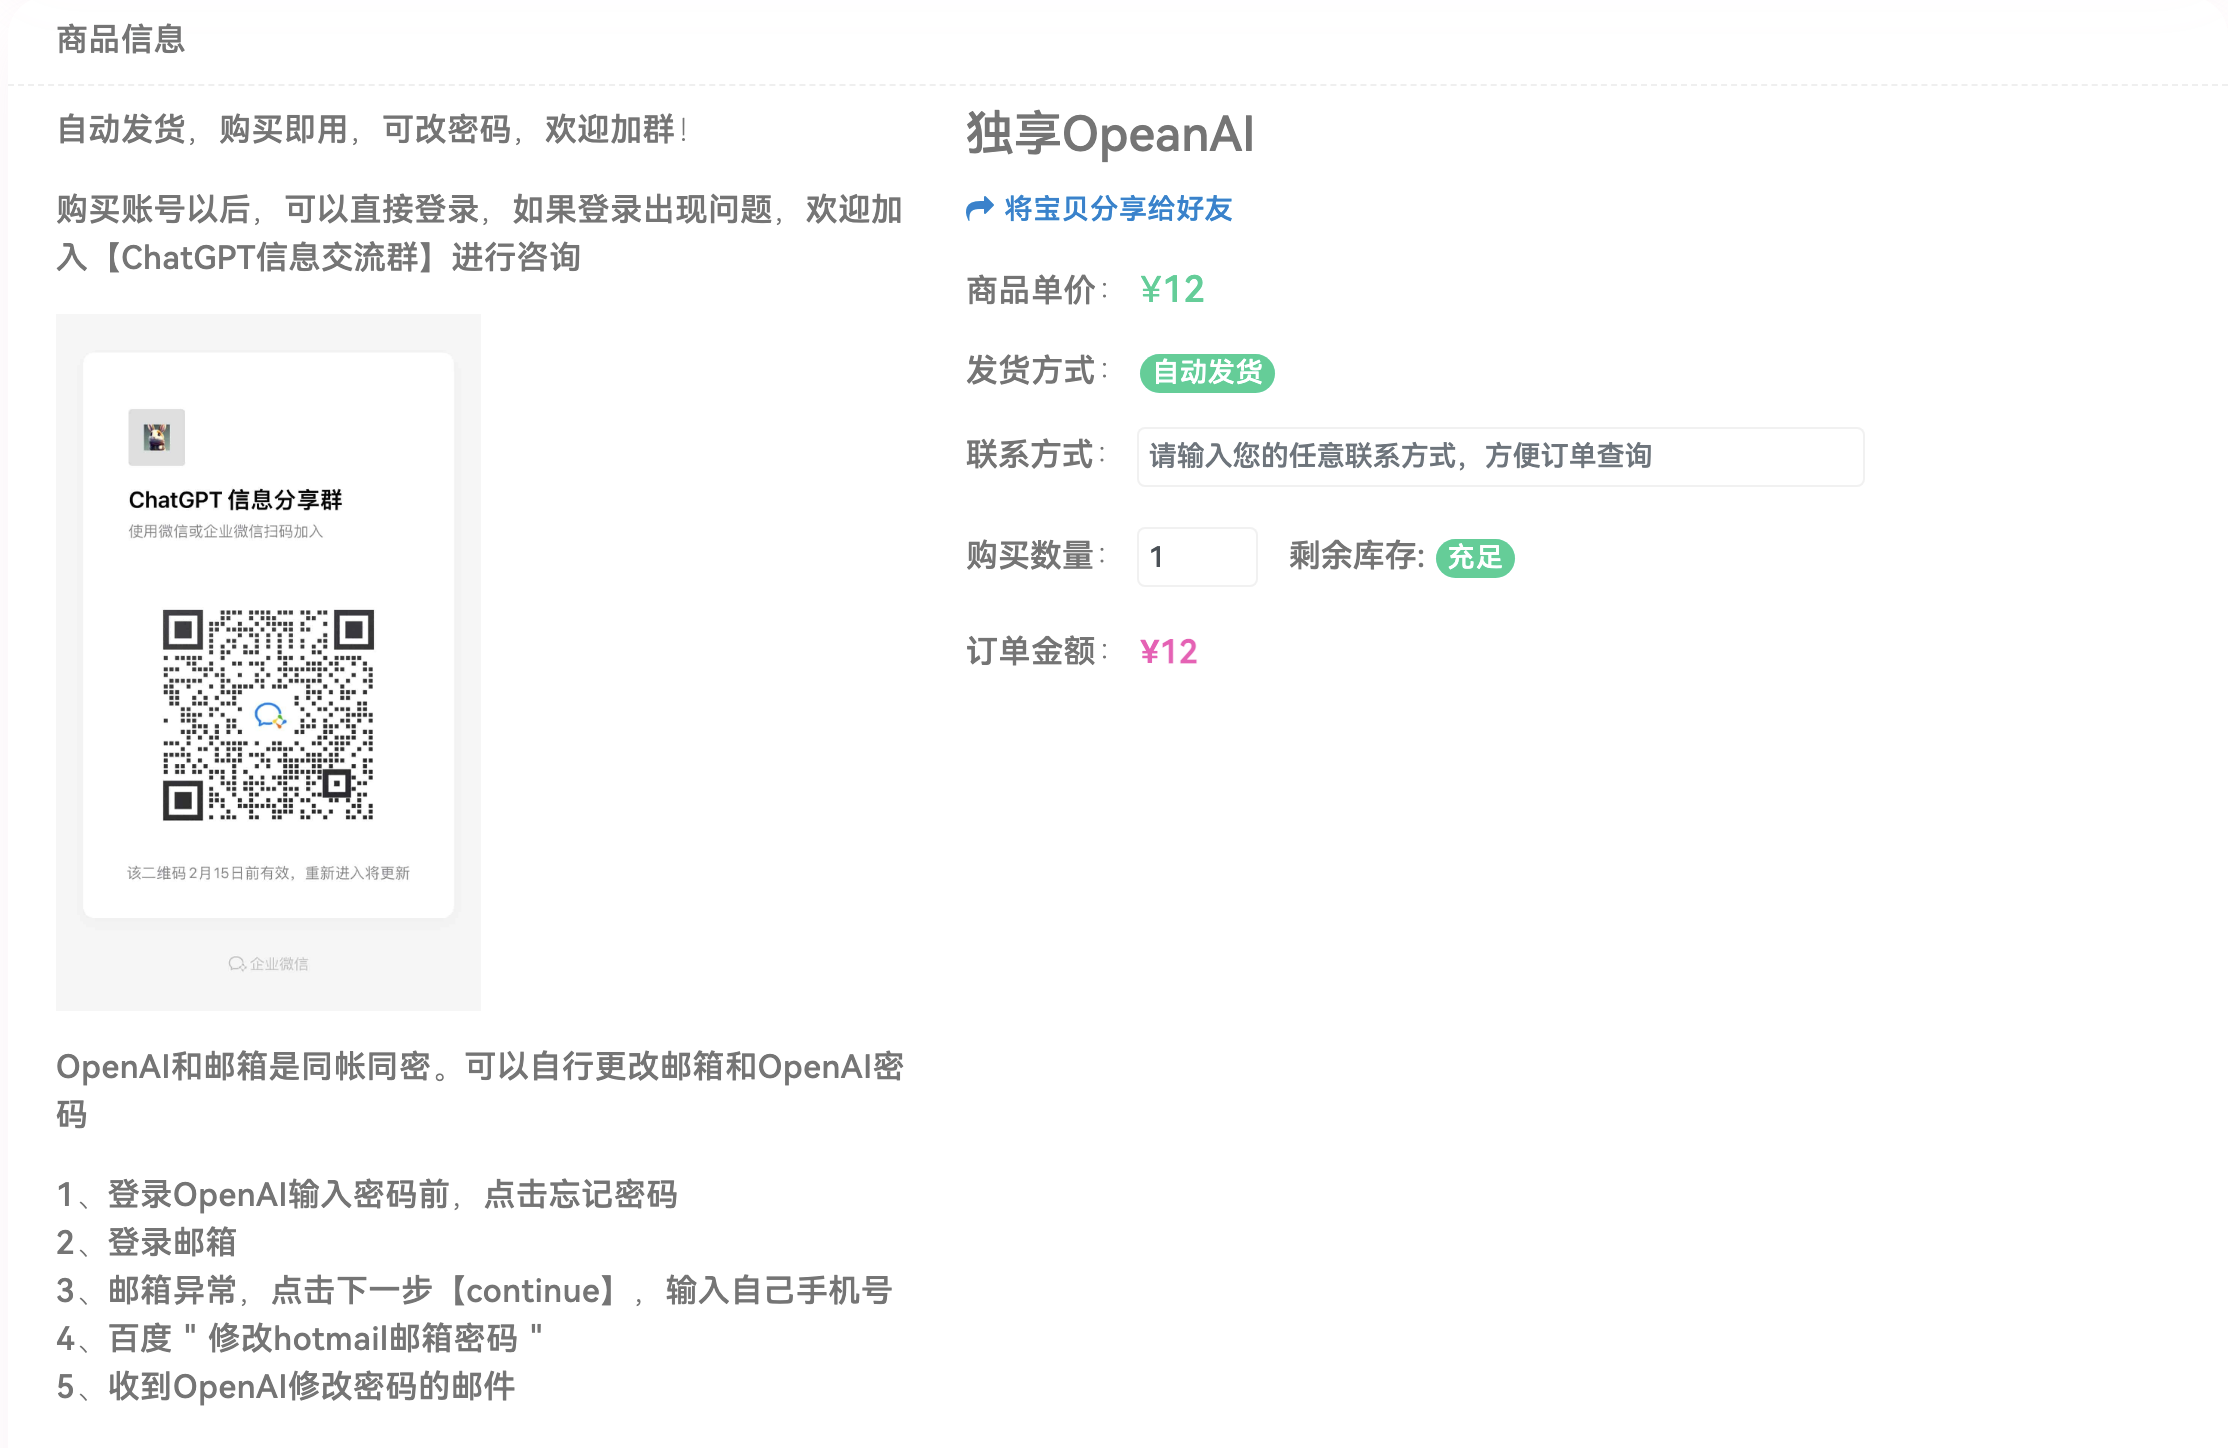 商品信息
自动发货，购买即用，可改密码，欢迎加群！
购买账号以后，可以直接登录，如果登录出现问题，欢迎加
入【ChatGPT信息交流群】进行咨询
ChatGPT 信息分享群
使用微信或企业微信扫码加入
该二维码2月15日前有效，重新进入将更新
企业微信
OpenAI和邮箱是同帐同密。可以自行更改邮箱和OpenAI密
码
1、登录OpenAI输入密码前，点击忘记密码
2、登录邮箱
3、邮箱异常，点击下一步【continue】，输入自己手机号
4、百度 " 修改hotmail邮箱密码 "
5、收到OpenAI修改密码的邮件
独享OpeanAI
将宝贝分享给好友
商品单价： ¥12
发货方式： 自动发货
联系方式： 请输入您的任意联系方式，方便订单查询
购买数量： 1 剩余库存: 充足
订单金额： ¥12